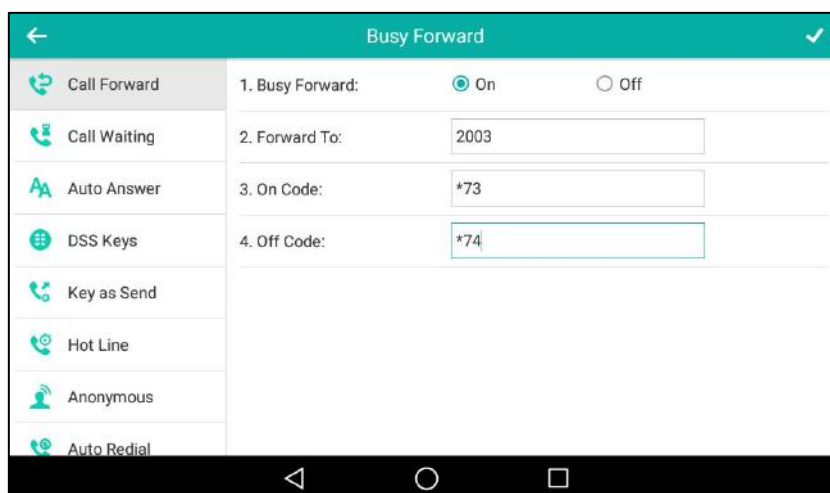 Busy Forward
Call Forward
1. Busy Forward: On Off
Call Waiting
2. Forward To: 2003
Auto Answer
3. On Code: *73
DSS Keys
4. Off Code: *74
Key as Send
Hot Line
Anonymous
Auto Redial